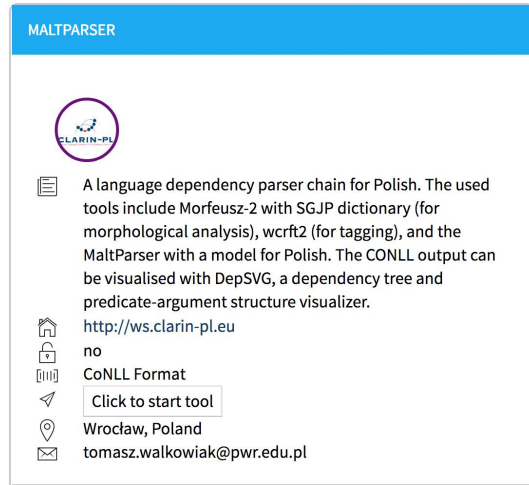 MALTPARSER
CLARIN-PL
A language dependency parser chain for Polish. The used
tools include Morfeusz-2 with SGJP dictionary (for
morphological analysis), wcrft2 (for tagging), and the
MaltParser with a model for Polish. The CONLL output can
be visualised with DepSVG, a dependency tree and
predicate-argument structure visualizer.
http://ws.clarin-pl.eu
no
CoNLL Format
Click to start tool
Wrocław, Poland
tomasz.walkowiak@pwr.edu.pl